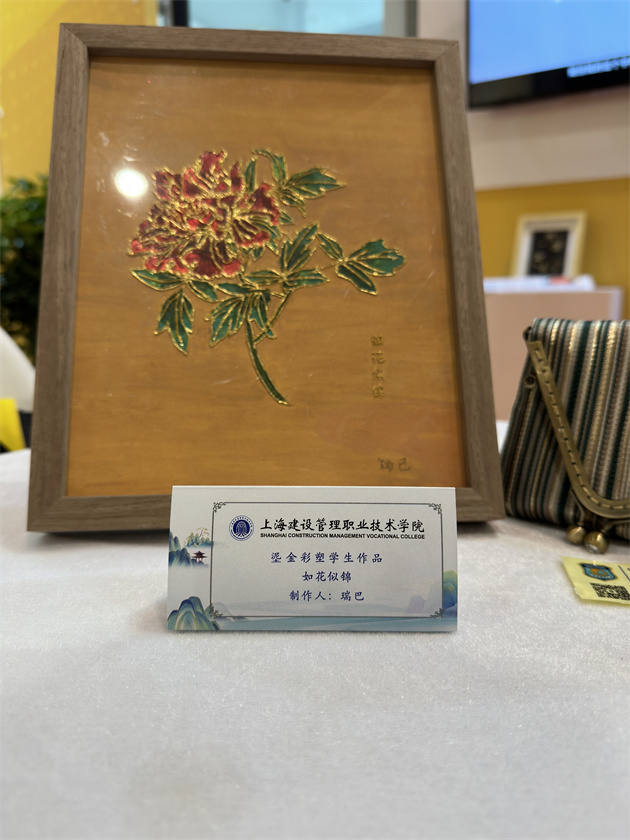 上海建设管理职业技术学院
SHANGHAI CONSTRUCTION MANAGEMENT VOCATIONAL COLLEGE
垩金彩塑学生作品
如花似锦
制作人：瑞巴